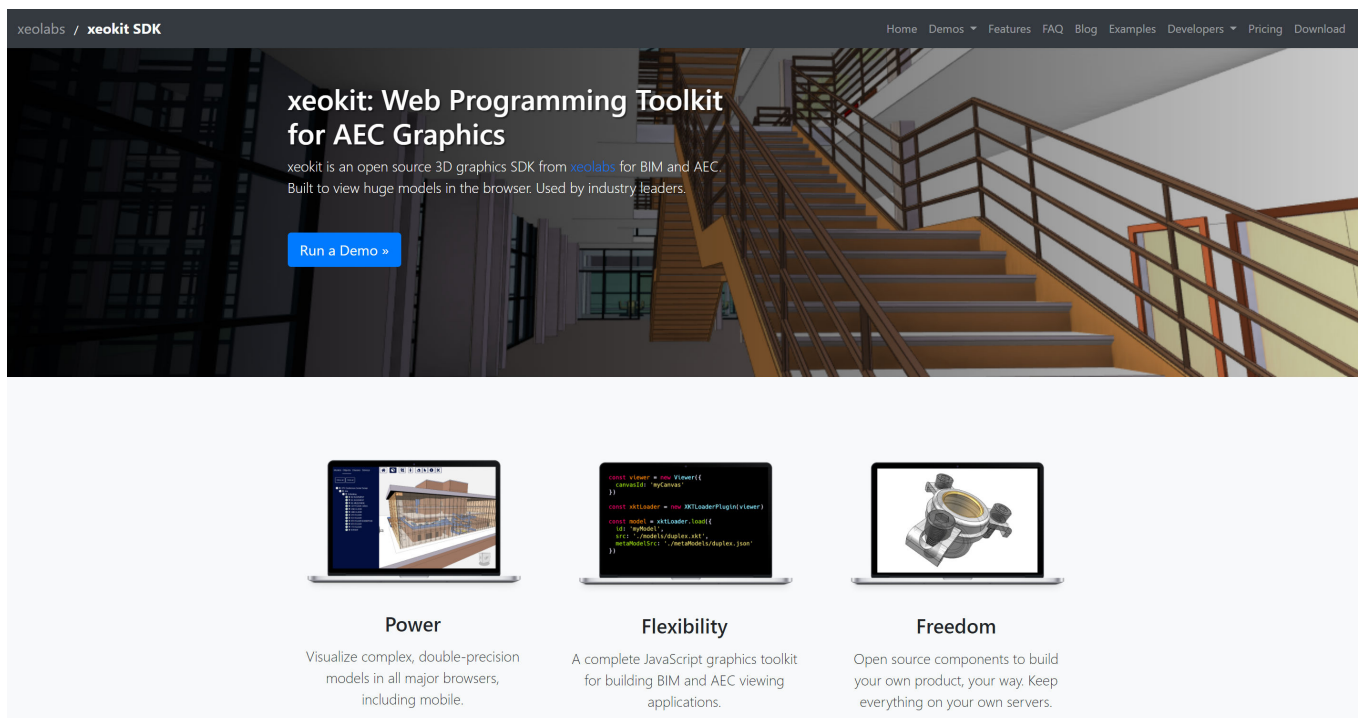 xeolabs / xeokit SDK
Home Demos Features FAQ Blog Examples Developers Pricing Download
xeokit: Web Programming Toolkit
for AEC Graphics
xeokit is an open source 3D graphics SDK from xeolabs for BIM and AEC.
Built to view huge models in the browser. Used by industry leaders.
Run a Demo »
const viewer = new Viewer({
canvasId: 'myCanvas'
})
const xktLoader = new XKTLoaderPlugin(viewer)
const model = xktLoader.load({
id: 'myModel',
src: './models/duplex.xkt',
metaModelSrc: './metaModels/duplex.json'
})
Power
Visualize complex, double-precision
models in all major browsers,
including mobile.
Flexibility
A complete JavaScript graphics toolkit
for building BIM and AEC viewing
applications.
Freedom
Open source components to build
your own product, your way. Keep
everything on your own servers.